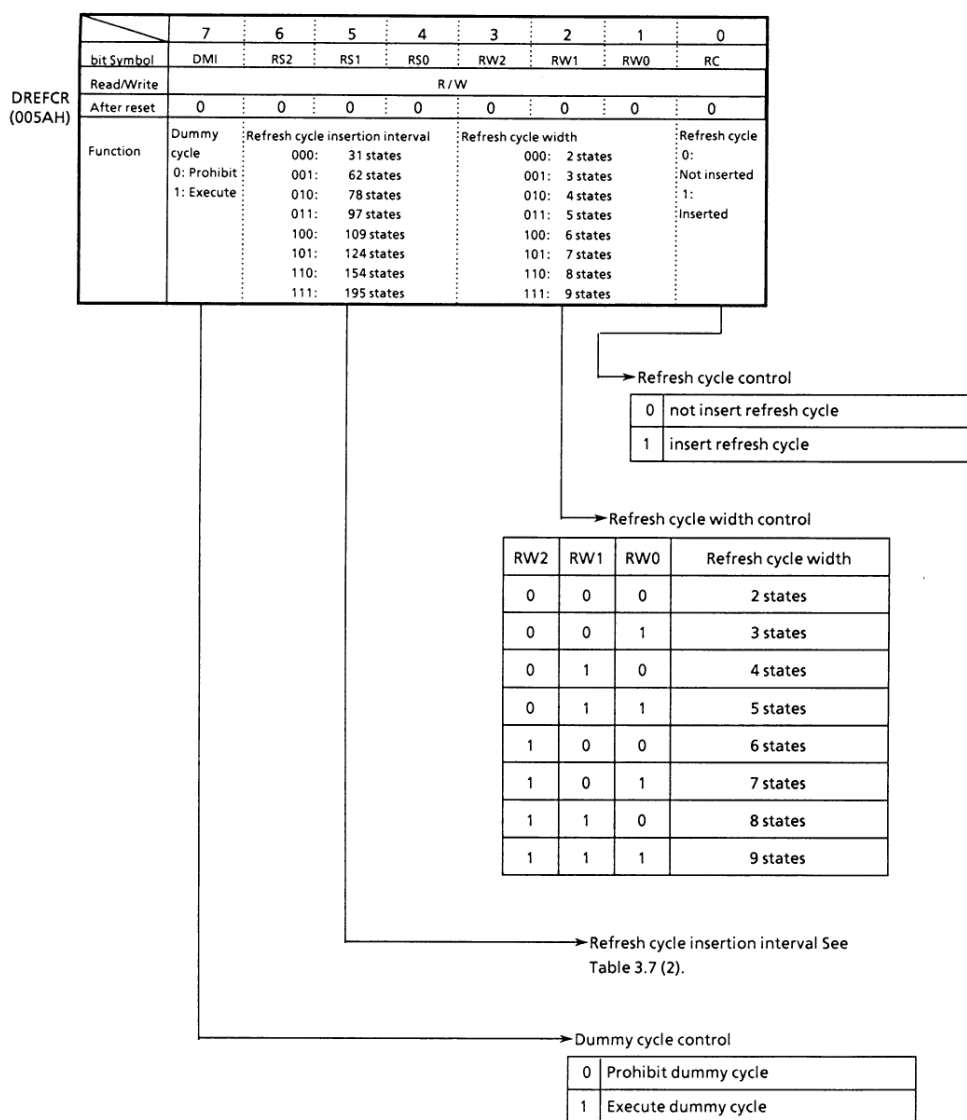 7 6 5 4 3 2 1 0
bit Symbol DMI RS2 RS1 RS0 RW2 RW1 RW0 RC
Read/Write R/W
DREFCR
(005AH)
After reset 0 0 0 0 0 0 0 0
Function
Dummy
cycle
0: Prohibit
1: Execute
Refresh cycle insertion interval
000: 31 states
001: 62 states
010: 78 states
011: 97 states
100: 109 states
101: 124 states
110: 154 states
111: 195 states
Refresh cycle width
000: 2 states
001: 3 states
010: 4 states
011: 5 states
100: 6 states
101: 7 states
110: 8 states
111: 9 states
Refresh cycle
0:
Not inserted
1:
Inserted
Refresh cycle control
0 not insert refresh cycle
1 insert refresh cycle
Refresh cycle width control
RW2 RW1 RW0 Refresh cycle width
0 0 0 2 states
0 0 1 3 states
0 1 0 4 states
0 1 1 5 states
1 0 0 6 states
1 0 1 7 states
1 1 0 8 states
1 1 1 9 states
Refresh cycle insertion interval See
Table 3.7 (2).
Dummy cycle control
0 Prohibit dummy cycle
1 Execute dummy cycle